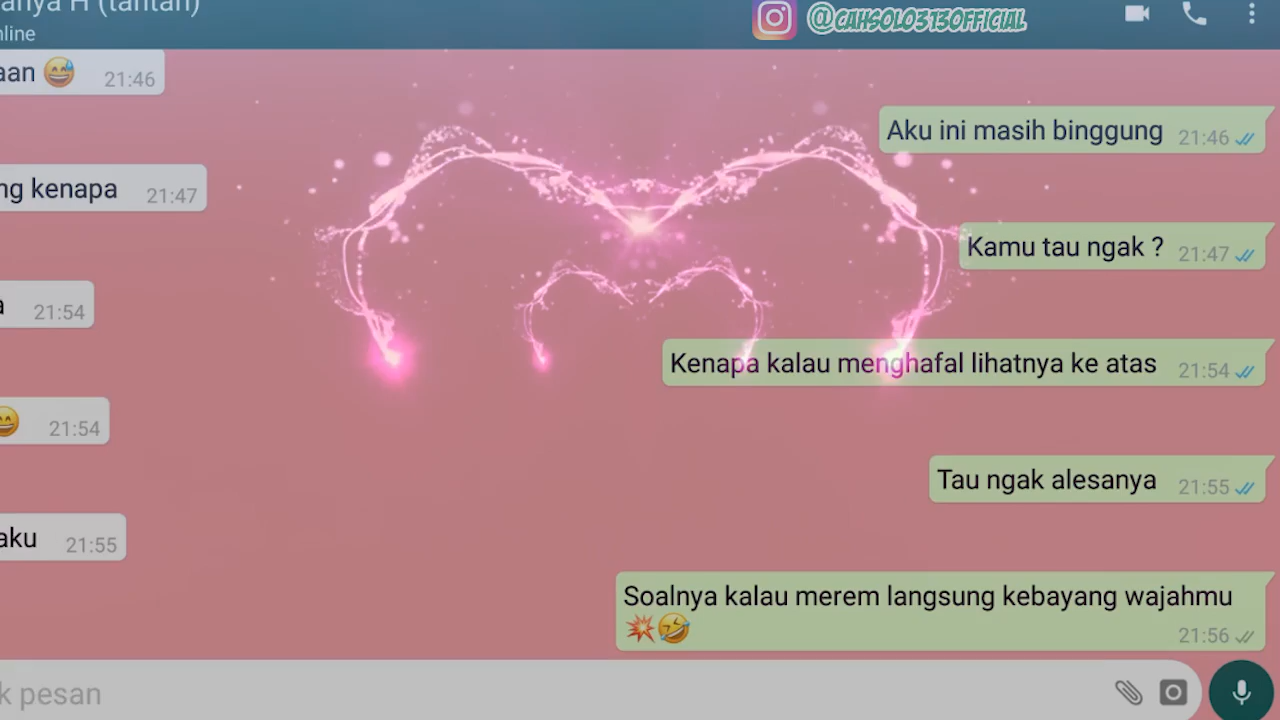 anya H (tantan)
@CAHSOLO313OFFICIAL
nline
aan 😅 21:46
Aku ini masih binggung 21:46
ng kenapa 21:47
Kamu tau ngak ? 21:47
a 21:54
Kenapa kalau menghafal lihatnya ke atas 21:54
😄 21:54
Tau ngak alesanya 21:55
aku 21:55
Soalnya kalau merem langsung kebayang wajahmu
💥🤣 21:56
k pesan